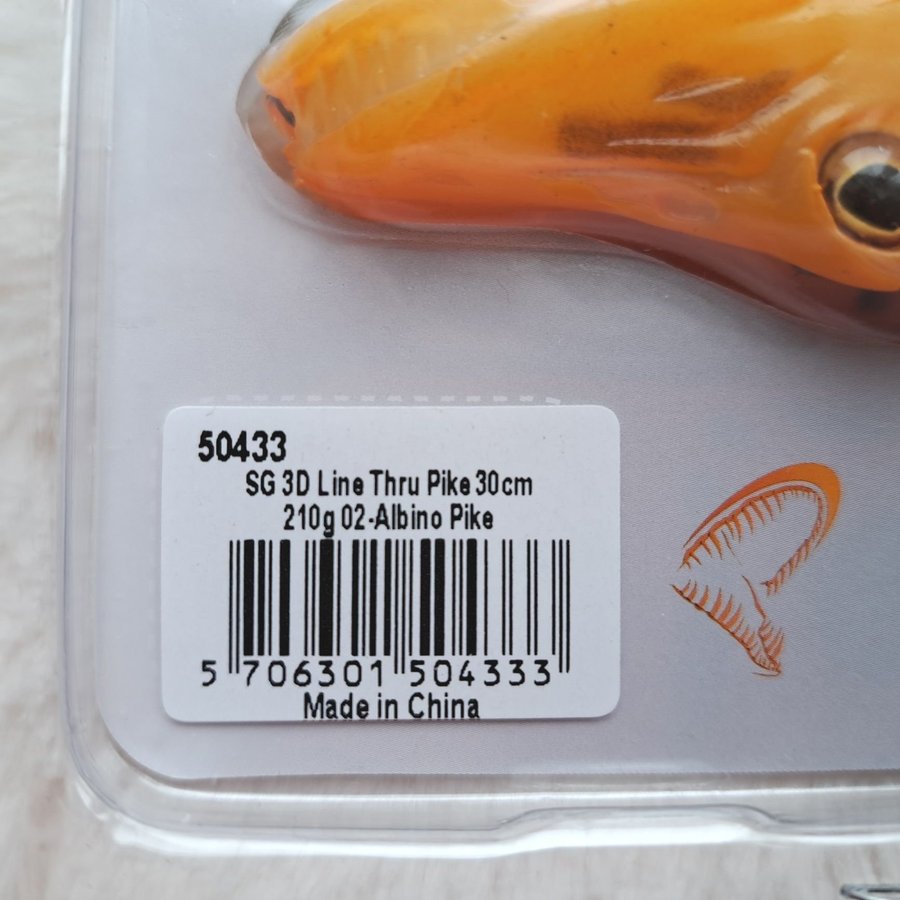 50433
SG 3D Line Thru Pike 30cm
210g 02-Albino Pike
5 706301 504333
Made in China